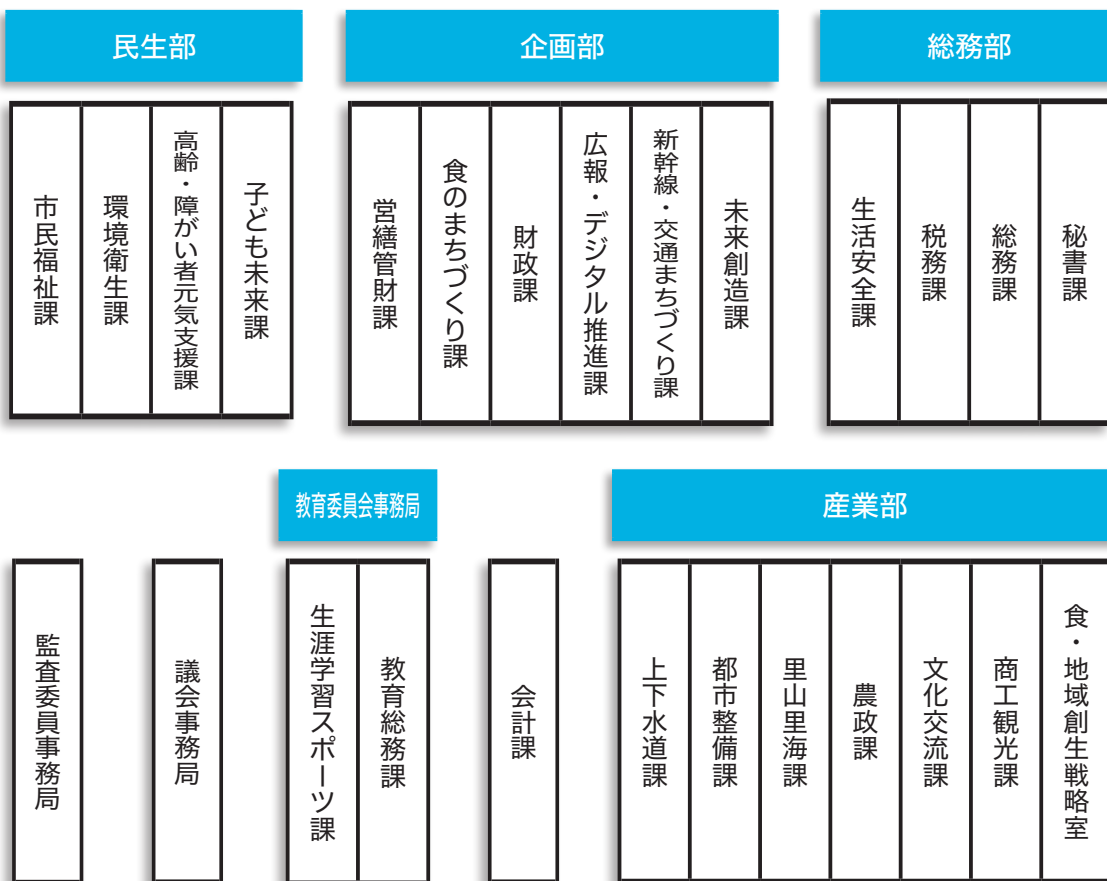 総務部
秘書課
総務課
税務課
生活安全課
企画部
未来創造課
新幹線・交通まちづくり課
広報・デジタル推進課
財政課
食のまちづくり課
営繕管財課
民生部
子ども未来課
高齢・障がい者元気支援課
環境衛生課
市民福祉課
産業部
食・地域創生戦略室
商工観光課
文化交流課
農政課
里山里海課
都市整備課
上下水道課
会計課
教育委員会事務局
教育総務課
生涯学習スポーツ課
議会事務局
監査委員事務局